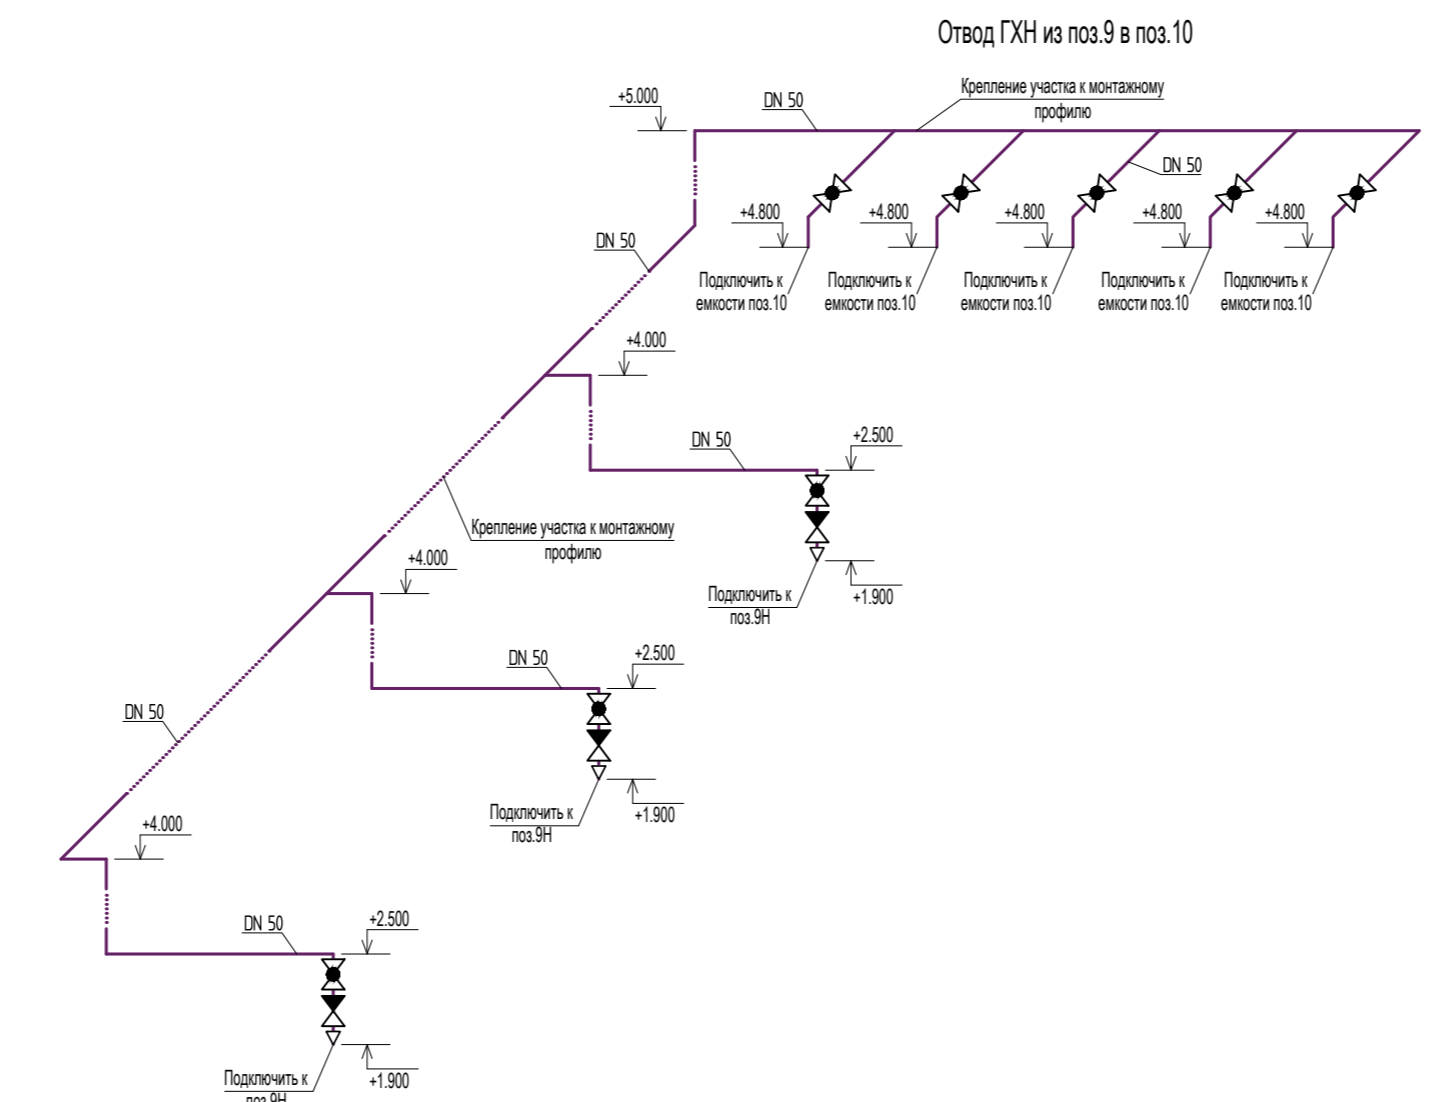 Отвод ГХН из поз.9 в поз.10
+5.000
DN 50
Крепление участка к монтажному
профилю
DN 50
+4.800
+4.800
+4.800
+4.800
+4.800
DN 50
Подключить к
емкости поз.10
Подключить к
емкости поз.10
Подключить к
емкости поз.10
Подключить к
емкости поз.10
Подключить к
емкости поз.10
+4.000
DN 50
+2.500
Крепление участка к монтажному
профилю
+4.000
Подключить к
поз.9Н
+1.900
DN 50
+2.500
DN 50
Подключить к
поз.9Н
+1.900
+4.000
DN 50
+2.500
Подключить к
поз.9Н
+1.900